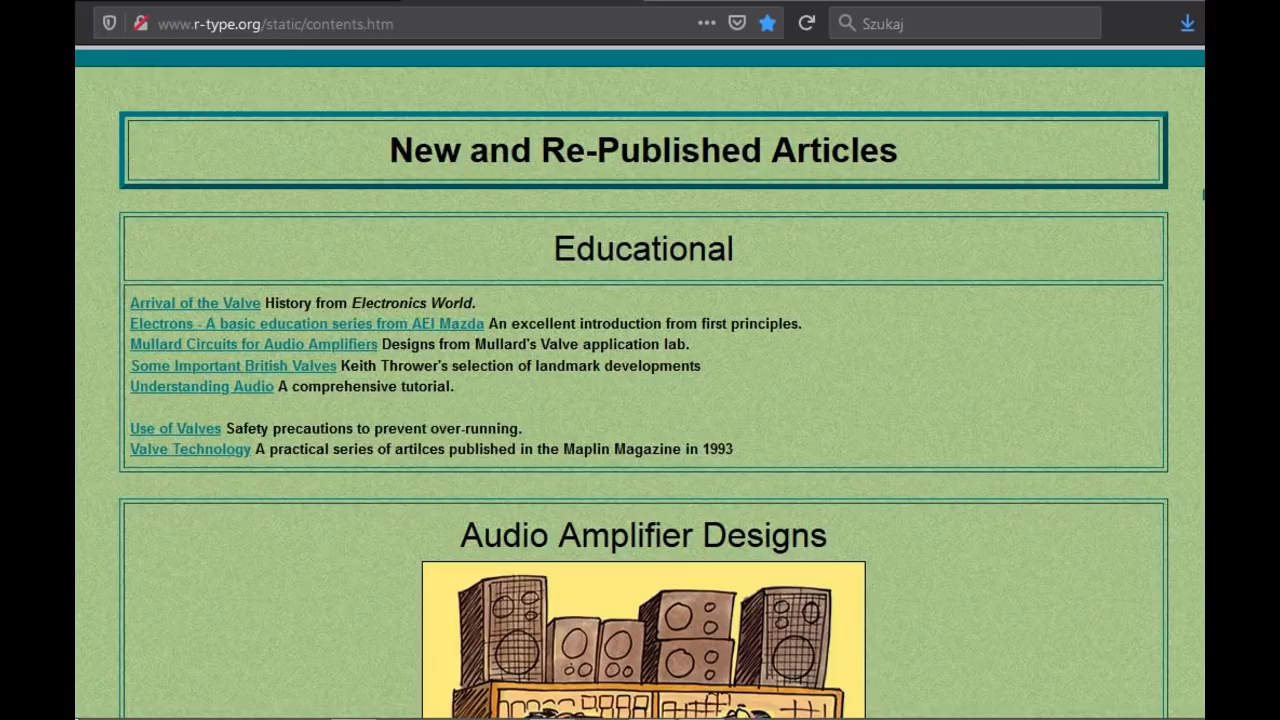 www.r-type.org/static/contents.htm
Szukaj
New and Re-Published Articles
Educational
Arrival of the Valve History from Electronics World.
Electrons - A basic education series from AEI Mazda An excellent introduction from first principles.
Mullard Circuits for Audio Amplifiers Designs from Mullard's Valve application lab.
Some Important British Valves Keith Thrower's selection of landmark developments
Understanding Audio A comprehensive tutorial.
Use of Valves Safety precautions to prevent over-running.
Valve Technology A practical series of artilces published in the Maplin Magazine in 1993
Audio Amplifier Designs